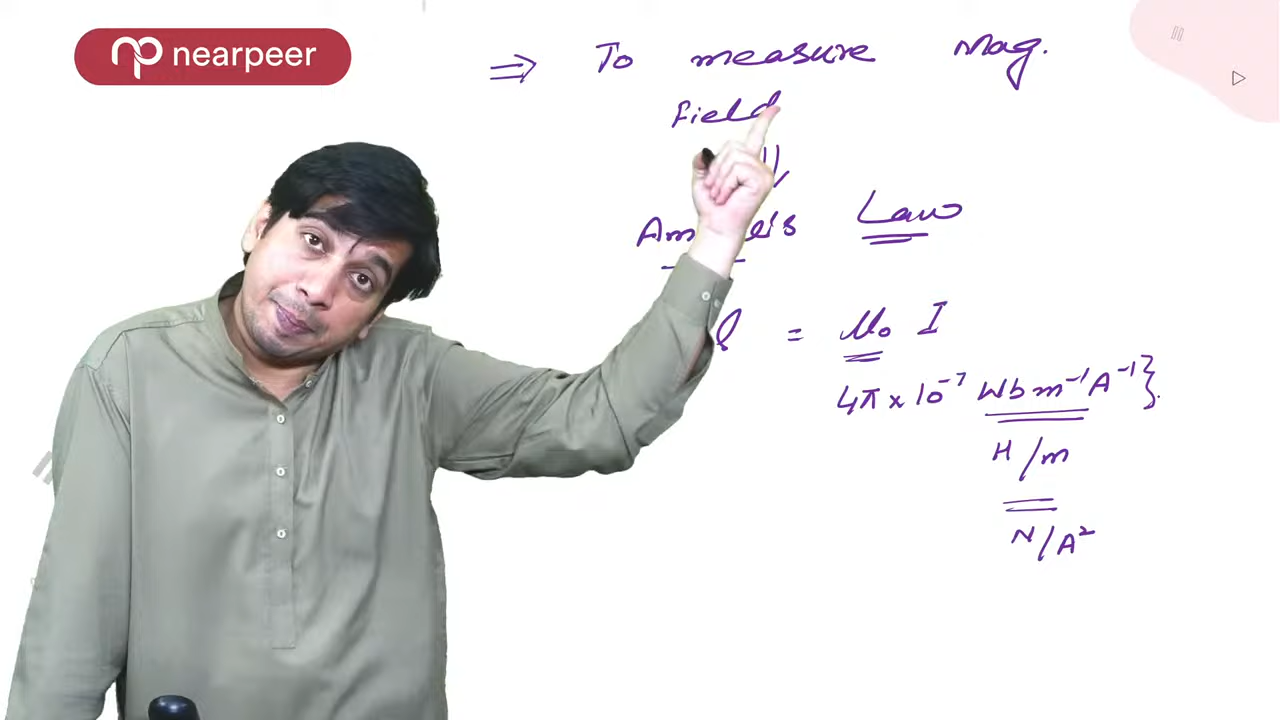 nearpeer
⇒ To measure Mag.
field
Law
l = μ₀ I
4π × 10⁻⁷ Wb m⁻¹ A⁻¹}.
H/m
N/A²